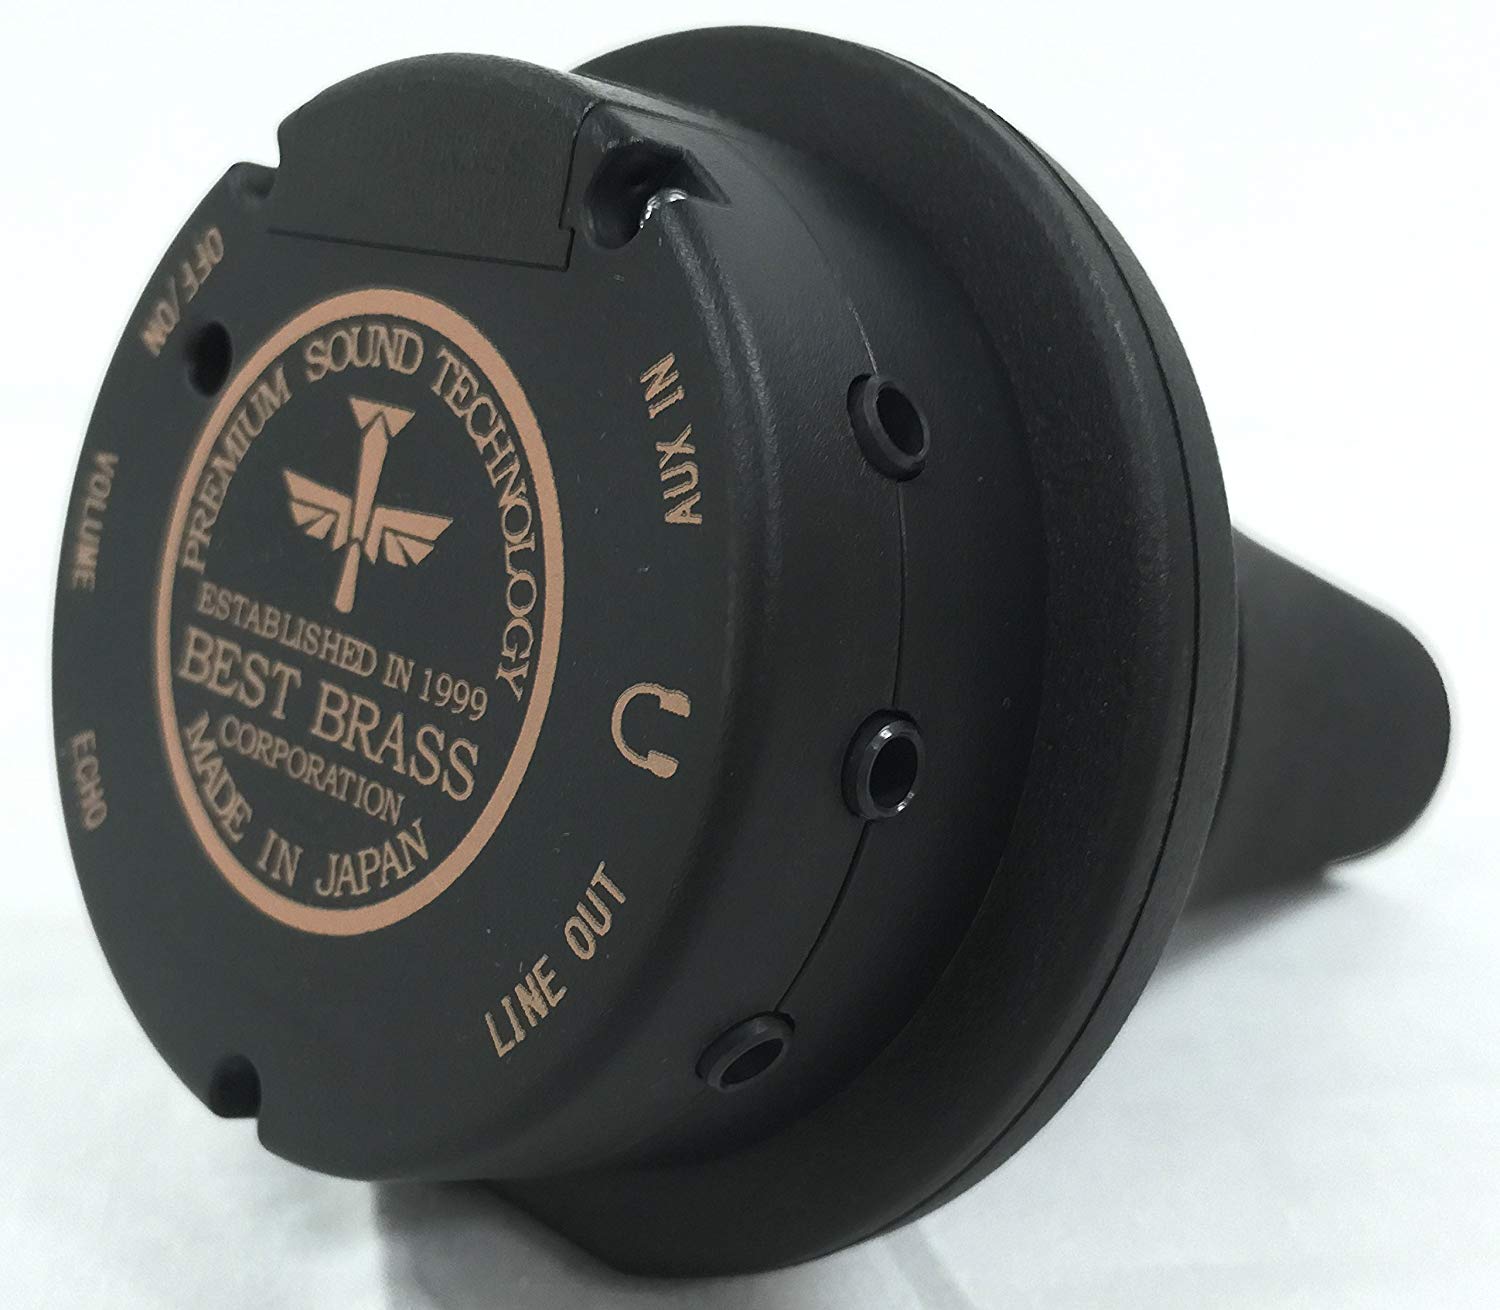 OFF/ON
VOLUME
ECHO
PREMIUM SOUND TECHNOLOGY
ESTABLISHED IN 1999
BEST BRASS
CORPORATION
MADE IN JAPAN
AUX IN
LINE OUT